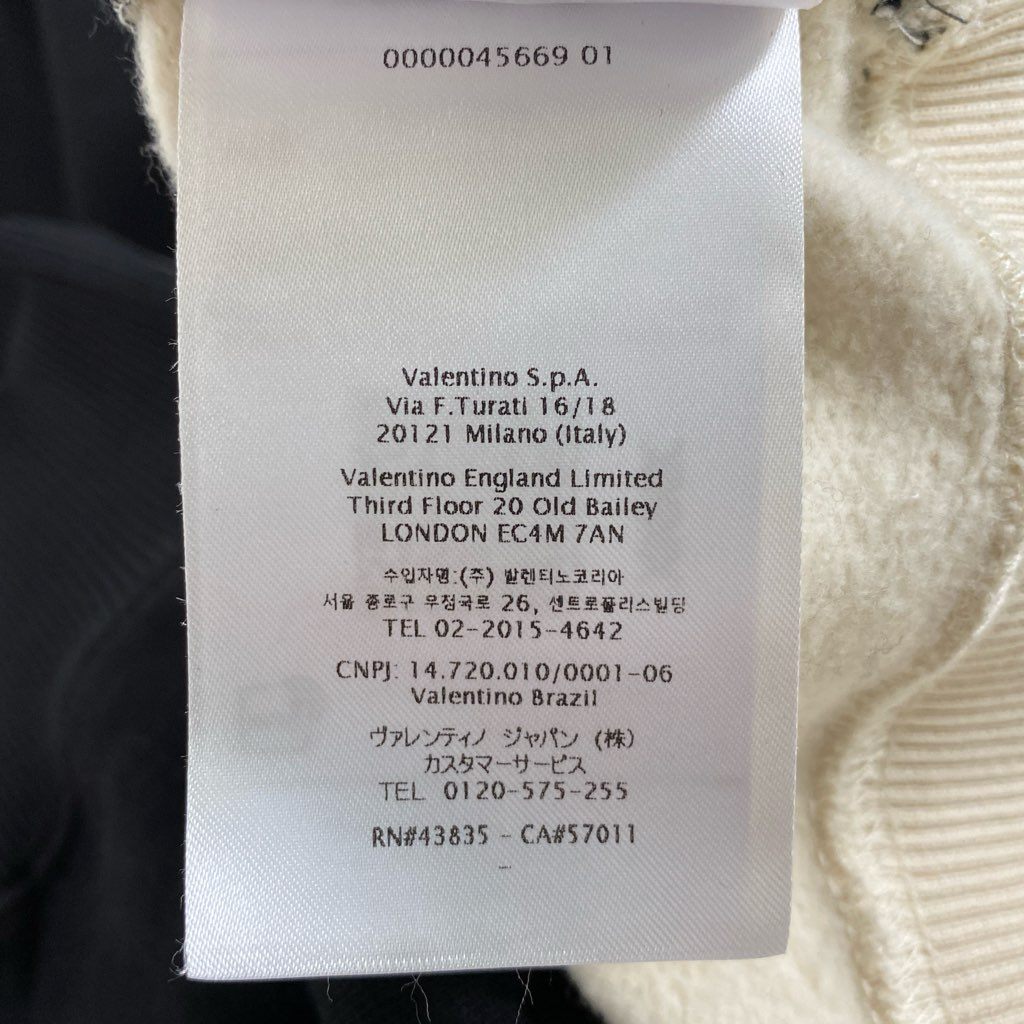 0000045669 01
Valentino S.p.A.
Via F.Turati 16/18
20121 Milano (Italy)
Valentino England Limited
Third Floor 20 Old Bailey
LONDON EC4M 7AN
수입자명:(주) 발렌티노코리아
서울 종로구 우정국로 26, 센트로폴리스빌딩
TEL 02-2015-4642
CNPJ: 14.720.010/0001-06
Valentino Brazil
ヴァレンティノ ジャパン (株)
カスタマーサービス
TEL 0120-575-255
RN#43835 - CA#57011